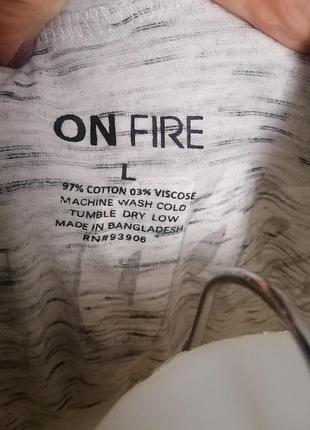 ON FIRE
L
97% COTTON 03% VISCOSE
MACHINE WASH COLD
TUMBLE DRY LOW
MADE IN BANGLADESH
RN#93906